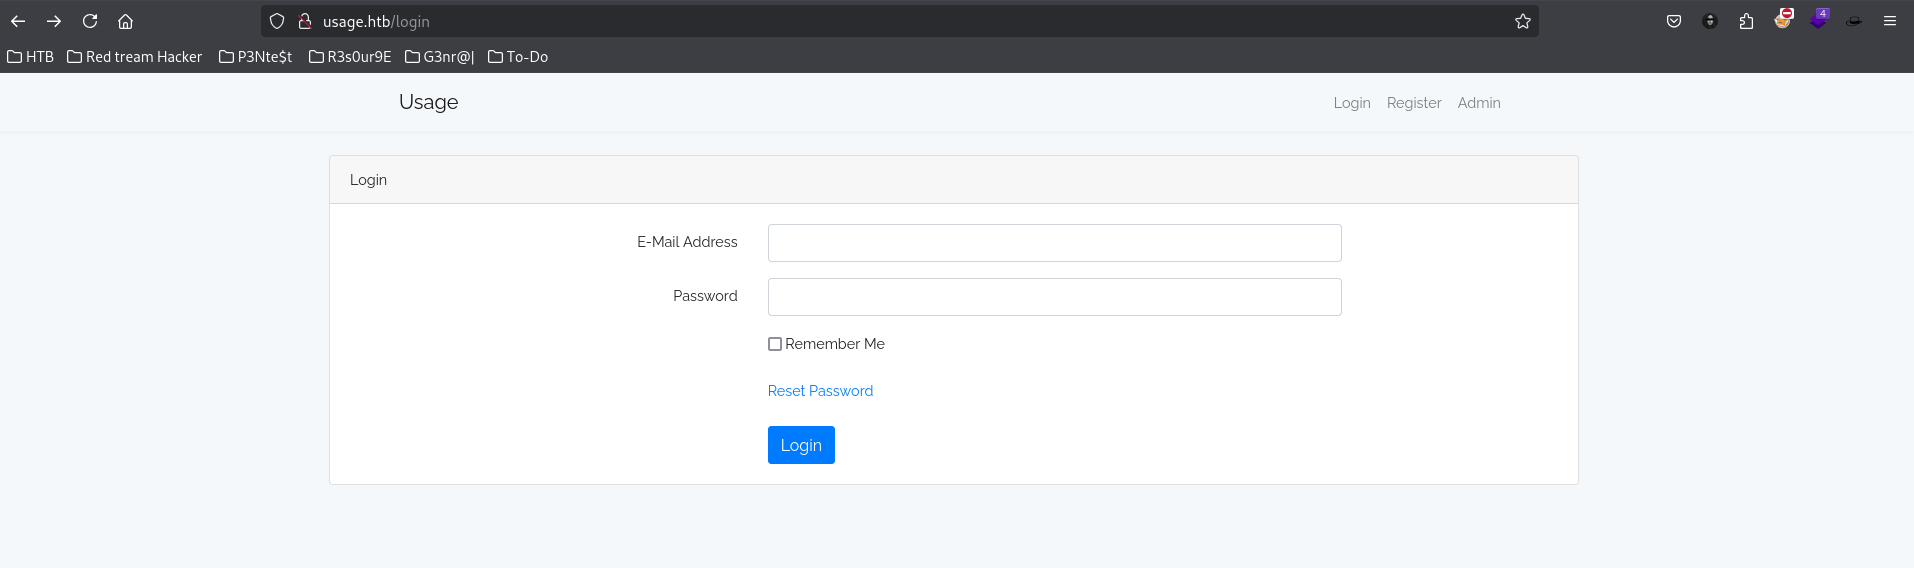 usage.htb/login
4
HTB Red tream Hacker P3Nte$t R3s0ur9E G3nr@| To-Do
Usage Login Register Admin
Login
E-Mail Address
Password
Remember Me
Reset Password
Login